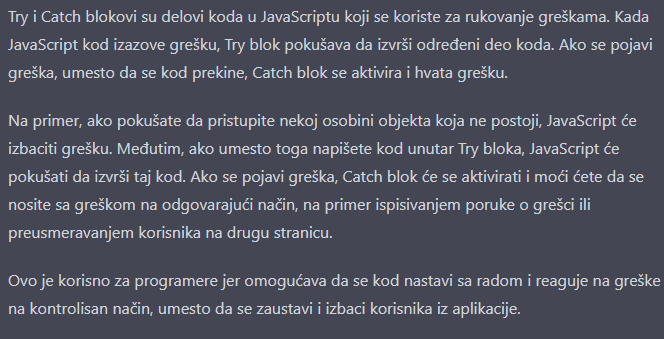 Try i Catch blokovi su delovi koda u JavaScriptu koji se koriste za rukovanje greškama. Kada
JavaScript kod izazove grešku, Try blok pokušava da izvrši određeni deo koda. Ako se pojavi
greška, umesto da se kod prekine, Catch blok se aktivira i hvata grešku.
Na primer, ako pokušate da pristupite nekoj osobini objekta koja ne postoji, JavaScript će
izbaciti grešku. Međutim, ako umesto toga napišete kod unutar Try bloka, JavaScript će
pokušati da izvrši taj kod. Ako se pojavi greška, Catch blok će se aktivirati i moći ćete da se
nosite sa greškom na odgovarajući način, na primer ispisivanjem poruke o grešci ili
preusmeravanjem korisnika na drugu stranicu.
Ovo je korisno za programere jer omogućava da se kod nastavi sa radom i reaguje na greške
na kontrolisan način, umesto da se zaustavi i izbaci korisnika iz aplikacije.